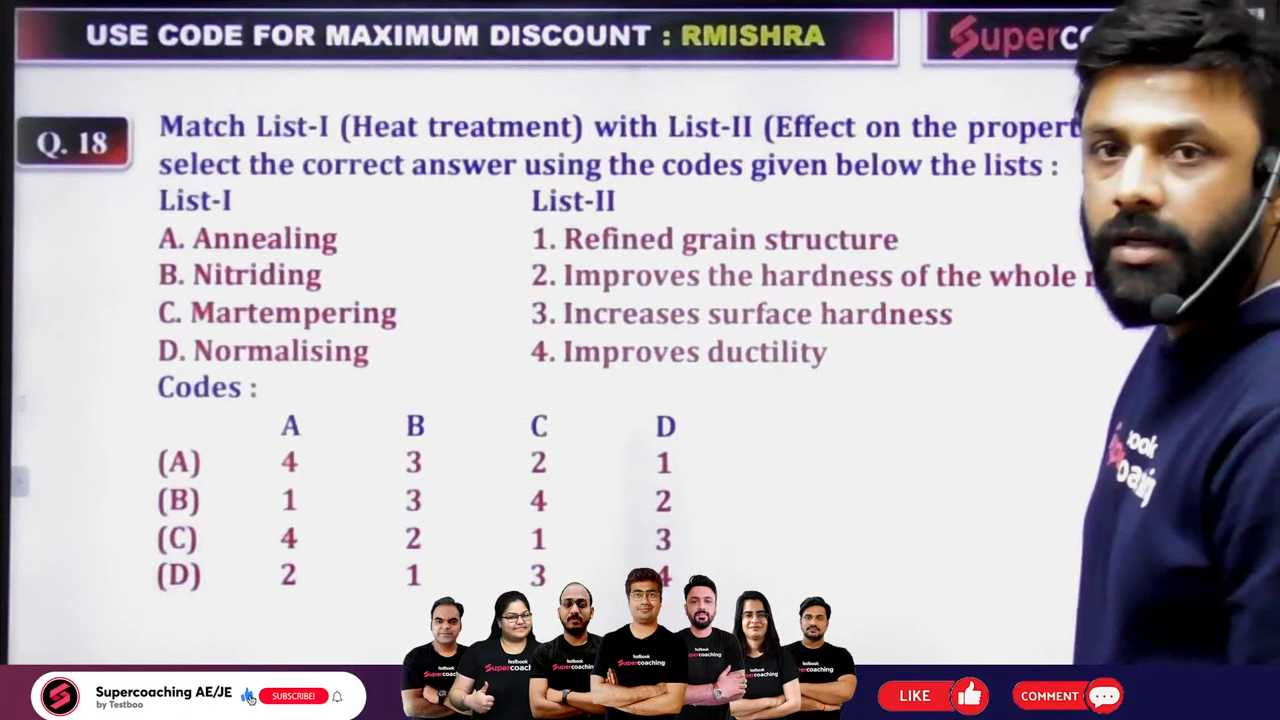 USE CODE FOR MAXIMUM DISCOUNT : RMISHRA
Q. 18
Match List-I (Heat treatment) with List-II (Effect on the
select the correct answer using the codes given below the lists :
List-I List-II
A. Annealing 1. Refined grain structure
B. Nitriding 2. Improves the hardness of the whole
C. Martempering 3. Increases surface hardness
D. Normalising 4. Improves ductility
Codes :
A B C D
(A) 4 3 2 1
(B) 1 3 4 2
(C) 4 2 1 3
(D) 2 1 3 4
Supercoaching AE/JE
by Testboo
SUBSCRIBE!
testbook
Supercoaching
LIKE
COMMENT